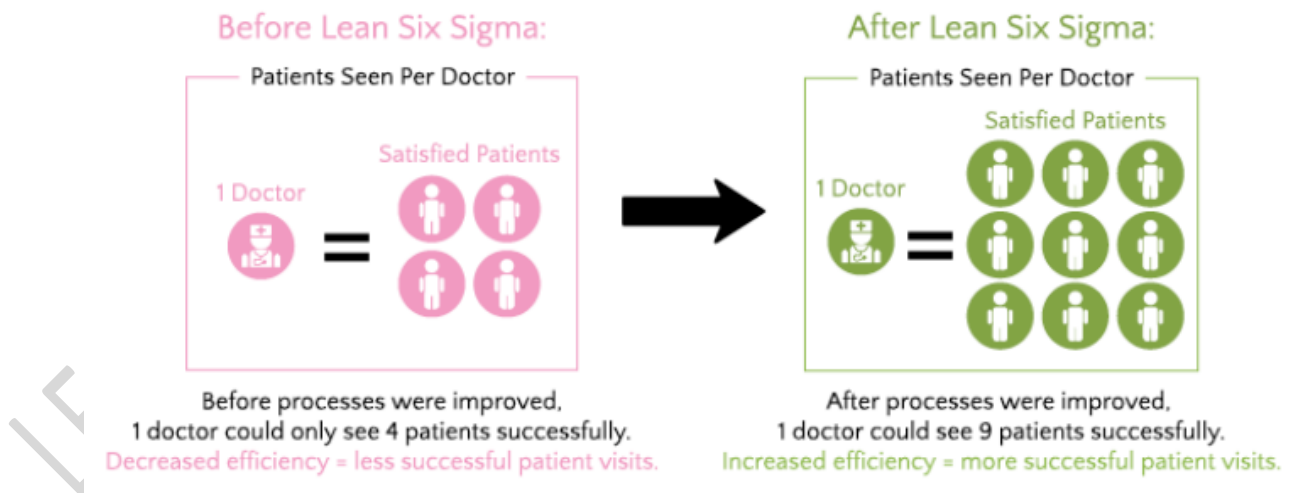 Before Lean Six Sigma:
Patients Seen Per Doctor
Satisfied Patients
1 Doctor
=
Before processes were improved,
1 doctor could only see 4 patients successfully.
Decreased efficiency = less successful patient visits.
After Lean Six Sigma:
Patients Seen Per Doctor
Satisfied Patients
1 Doctor
=
After processes were improved,
1 doctor could see 9 patients successfully.
Increased efficiency = more successful patient visits.